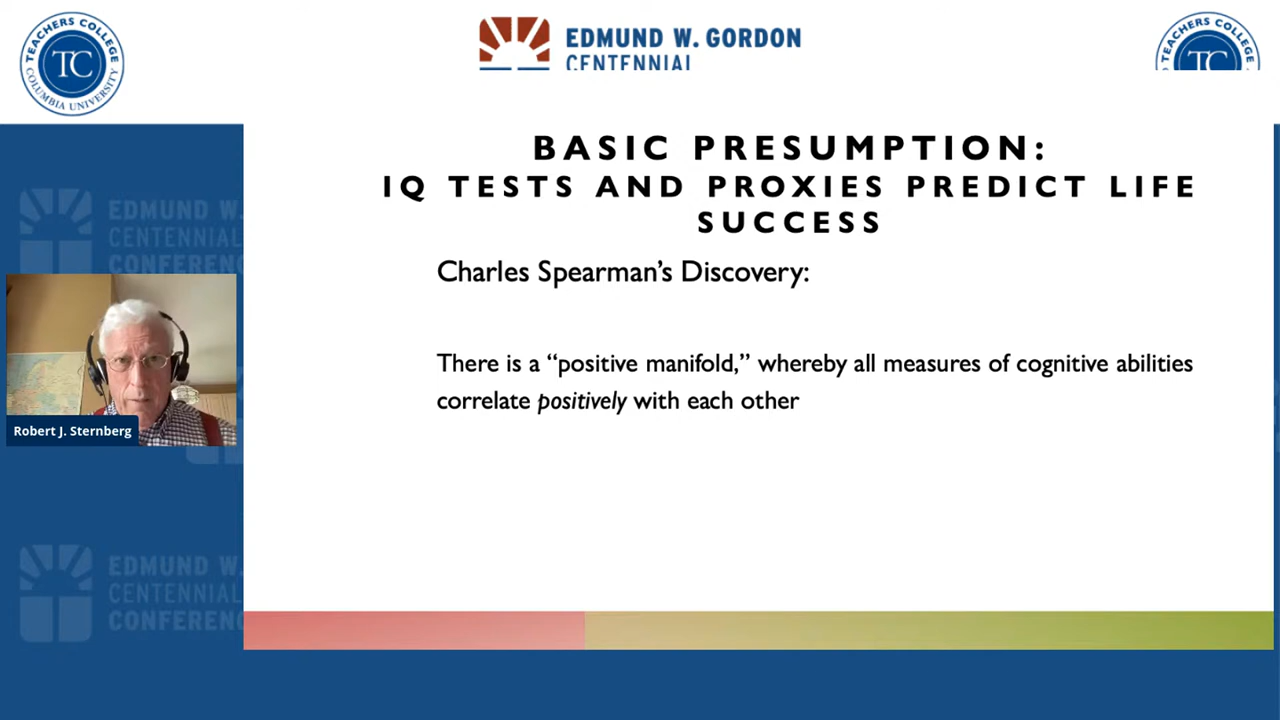 TEACHERS COLLEGE
TC
COLUMBIA UNIVERSITY
EDMUND W. GORDON
CENTENNIAL
TEACHERS COLLEGE
TC
BASIC PRESUMPTION:
IQ TESTS AND PROXIES PREDICT LIFE
SUCCESS
Charles Spearman’s Discovery:
There is a “positive manifold,” whereby all measures of cognitive abilities
correlate positively with each other
EDMUND W.
CENTENNIAL
CONFERENCE
Robert J. Sternberg
EDMUND W.
CENTENNIAL
CONFERENC